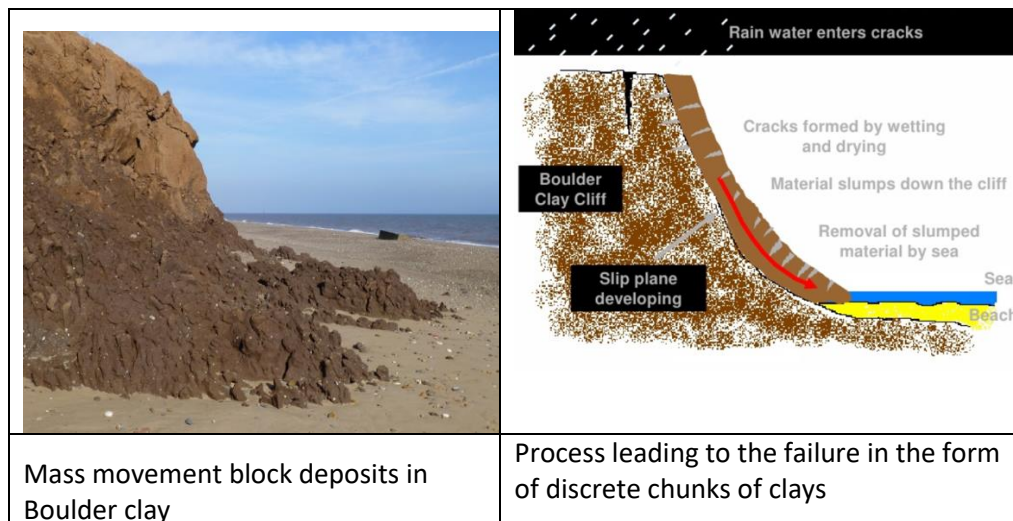 Rain water enters cracks
Cracks formed by wetting
and drying
Boulder
Clay Cliff
Material slumps down the cliff
Removal of slumped
material by sea
Slip plane
developing
Sea
Beach
Mass movement block deposits in
Boulder clay
Process leading to the failure in the form
of discrete chunks of clays